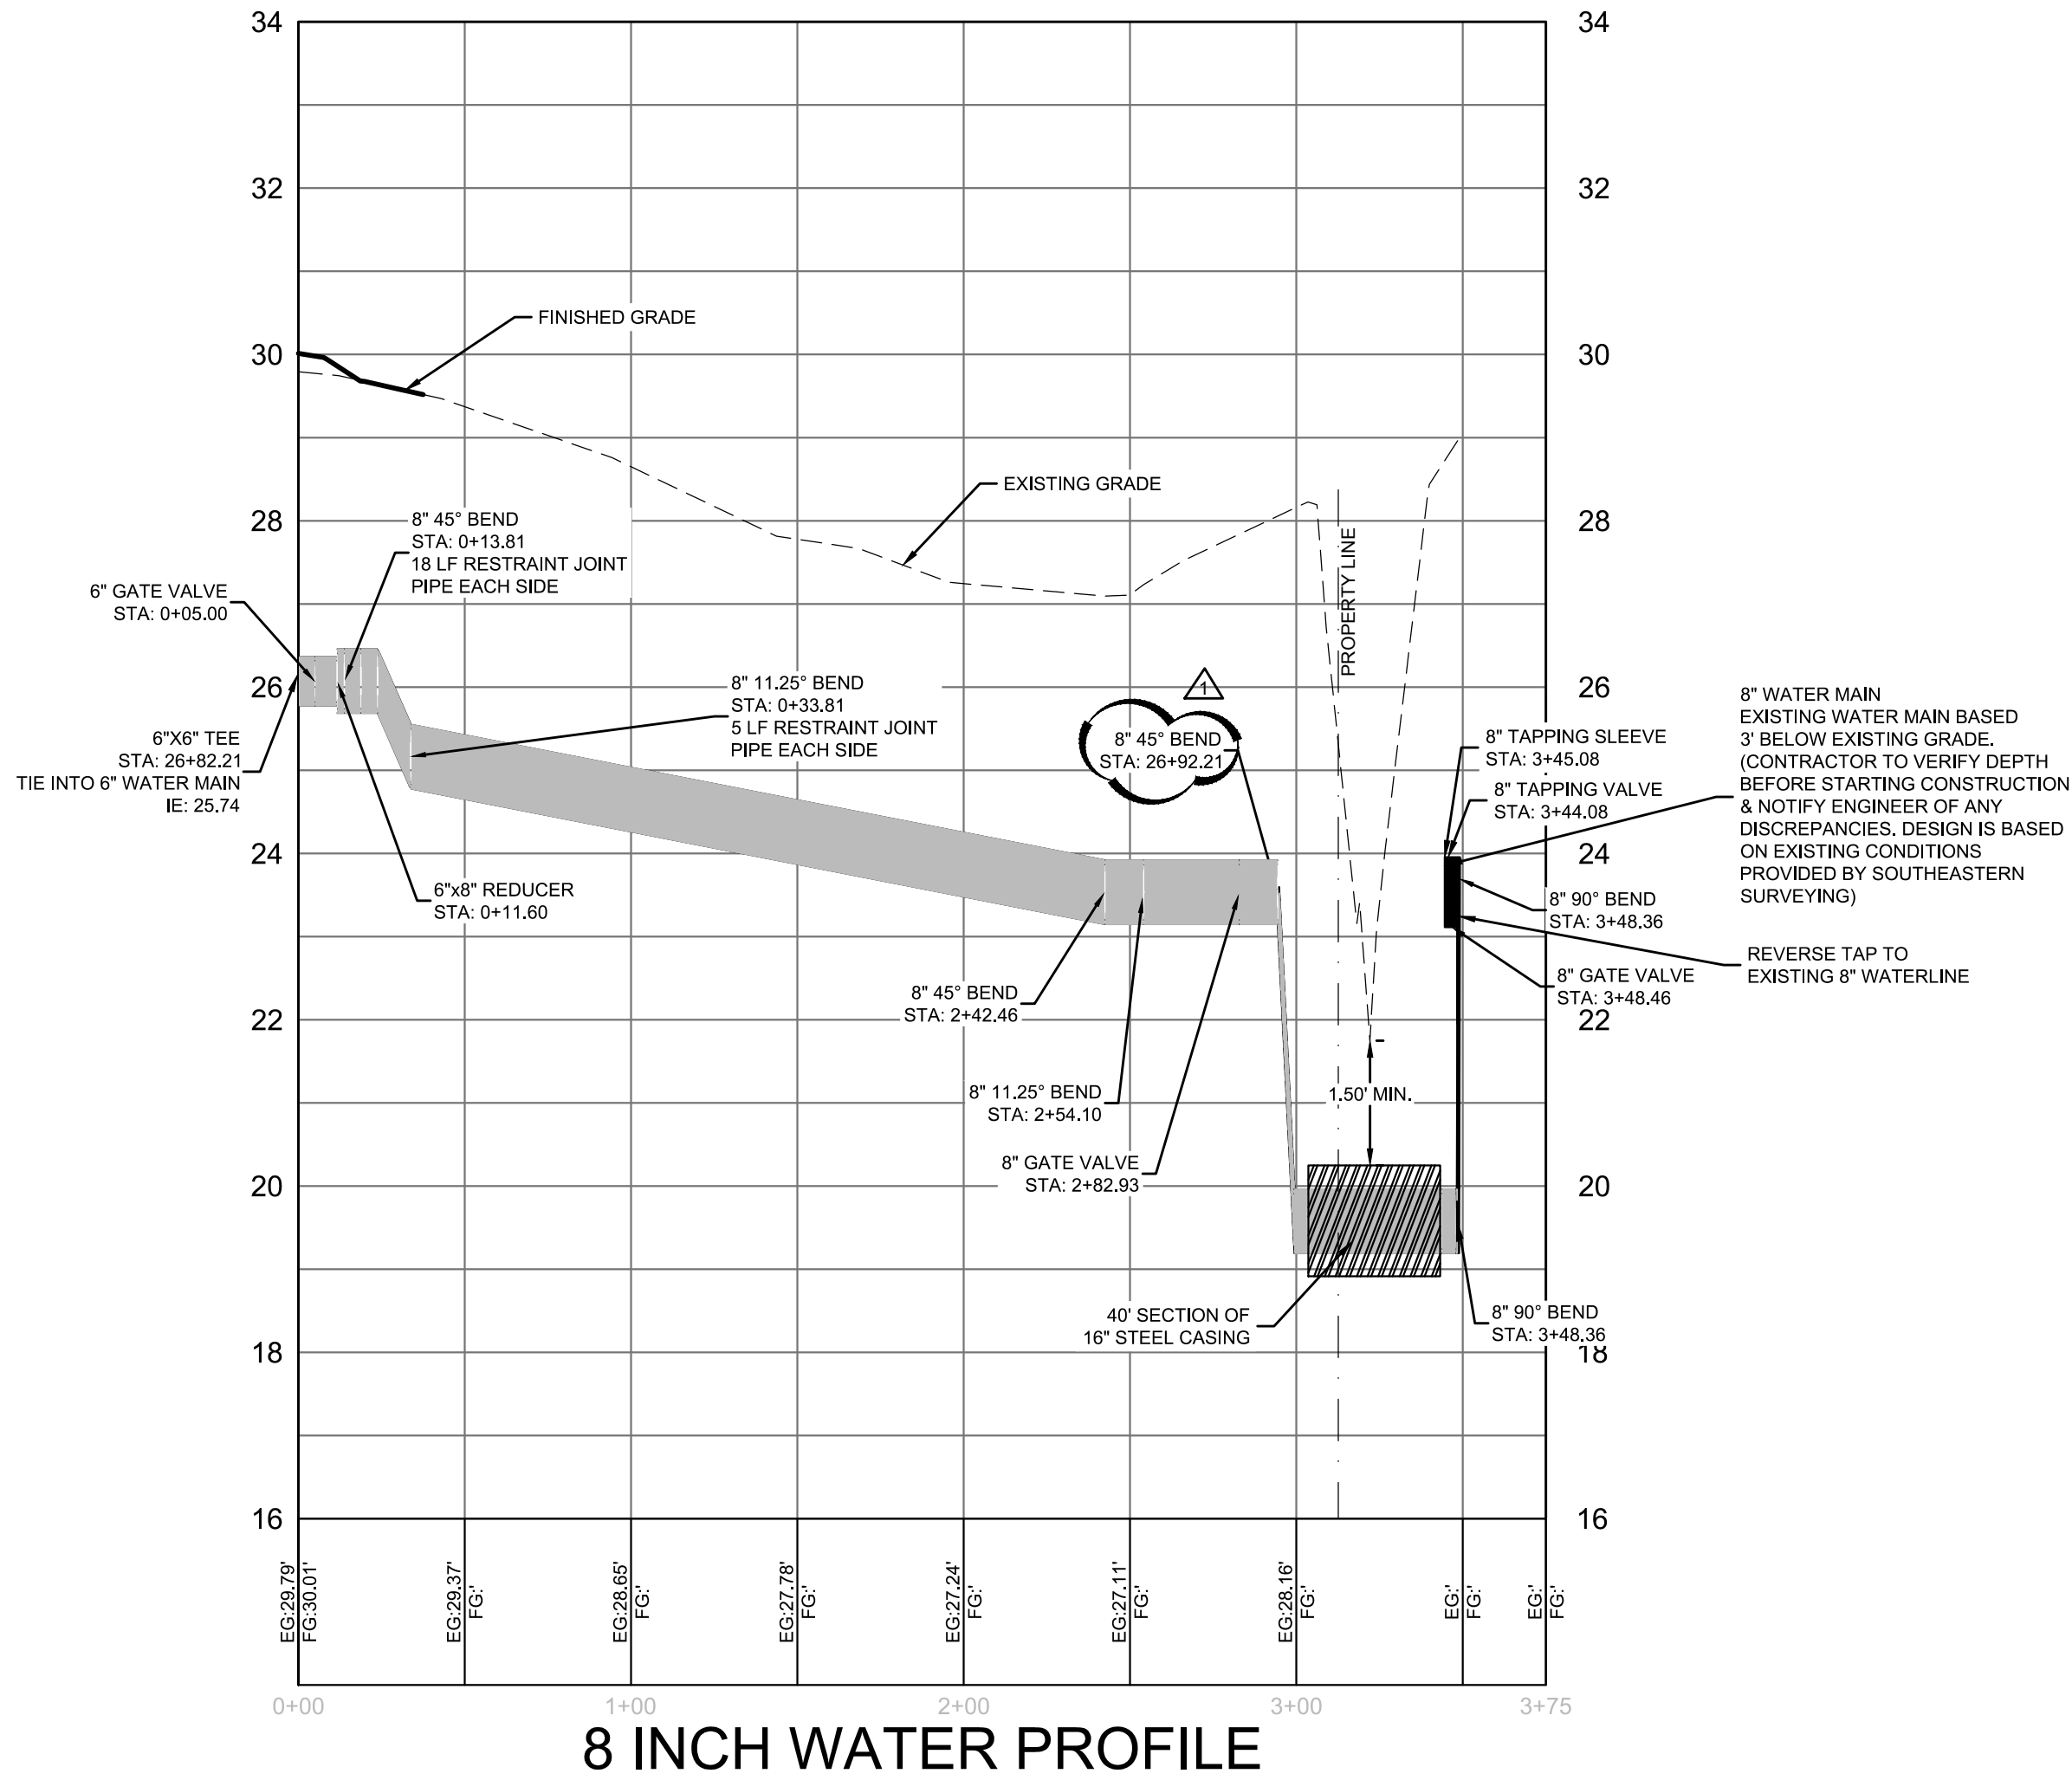 34
34
32
32
FINISHED GRADE
30
30
EXISTING GRADE
28
28
8" 45° BEND
STA: 0+13.81
18 LF RESTRAINT JOINT
PIPE EACH SIDE
PROPERTY LINE
6" GATE VALVE
STA: 0+05.00
26
26
8" 11.25° BEND
STA: 0+33.81
5 LF RESTRAINT JOINT
PIPE EACH SIDE
1
8" 45° BEND
STA: 26+92.21
6"X6" TEE
STA: 26+82.21
TIE INTO 6" WATER MAIN
IE: 25.74
8" TAPPING SLEEVE
STA: 3+45.08
8" TAPPING VALVE
STA: 3+44.08
8" WATER MAIN
EXISTING WATER MAIN BASED
3' BELOW EXISTING GRADE.
(CONTRACTOR TO VERIFY DEPTH
BEFORE STARTING CONSTRUCTION
& NOTIFY ENGINEER OF ANY
DISCREPANCIES. DESIGN IS BASED
ON EXISTING CONDITIONS
PROVIDED BY SOUTHEASTERN
SURVEYING)
24
24
6"x8" REDUCER
STA: 0+11.60
8" 90° BEND
STA: 3+48.36
REVERSE TAP TO
EXISTING 8" WATERLINE
8" GATE VALVE
STA: 3+48.46
8" 45° BEND
STA: 2+42.46
22
22
8" 11.25° BEND
STA: 2+54.10
1.50' MIN.
8" GATE VALVE
STA: 2+82.93
20
20
40' SECTION OF
16" STEEL CASING
8" 90° BEND
STA: 3+48.36
18
18
16
16
EG:29.79'
FG:30.01'
EG:29.37'
FG:'
EG:28.65'
FG:'
EG:27.78'
FG:'
EG:27.24'
FG:'
EG:27.11'
FG:'
EG:28.16'
FG:'
EG:'
FG:'
EG:'
FG:'
0+00
1+00
2+00
3+00
3+75
8 INCH WATER PROFILE